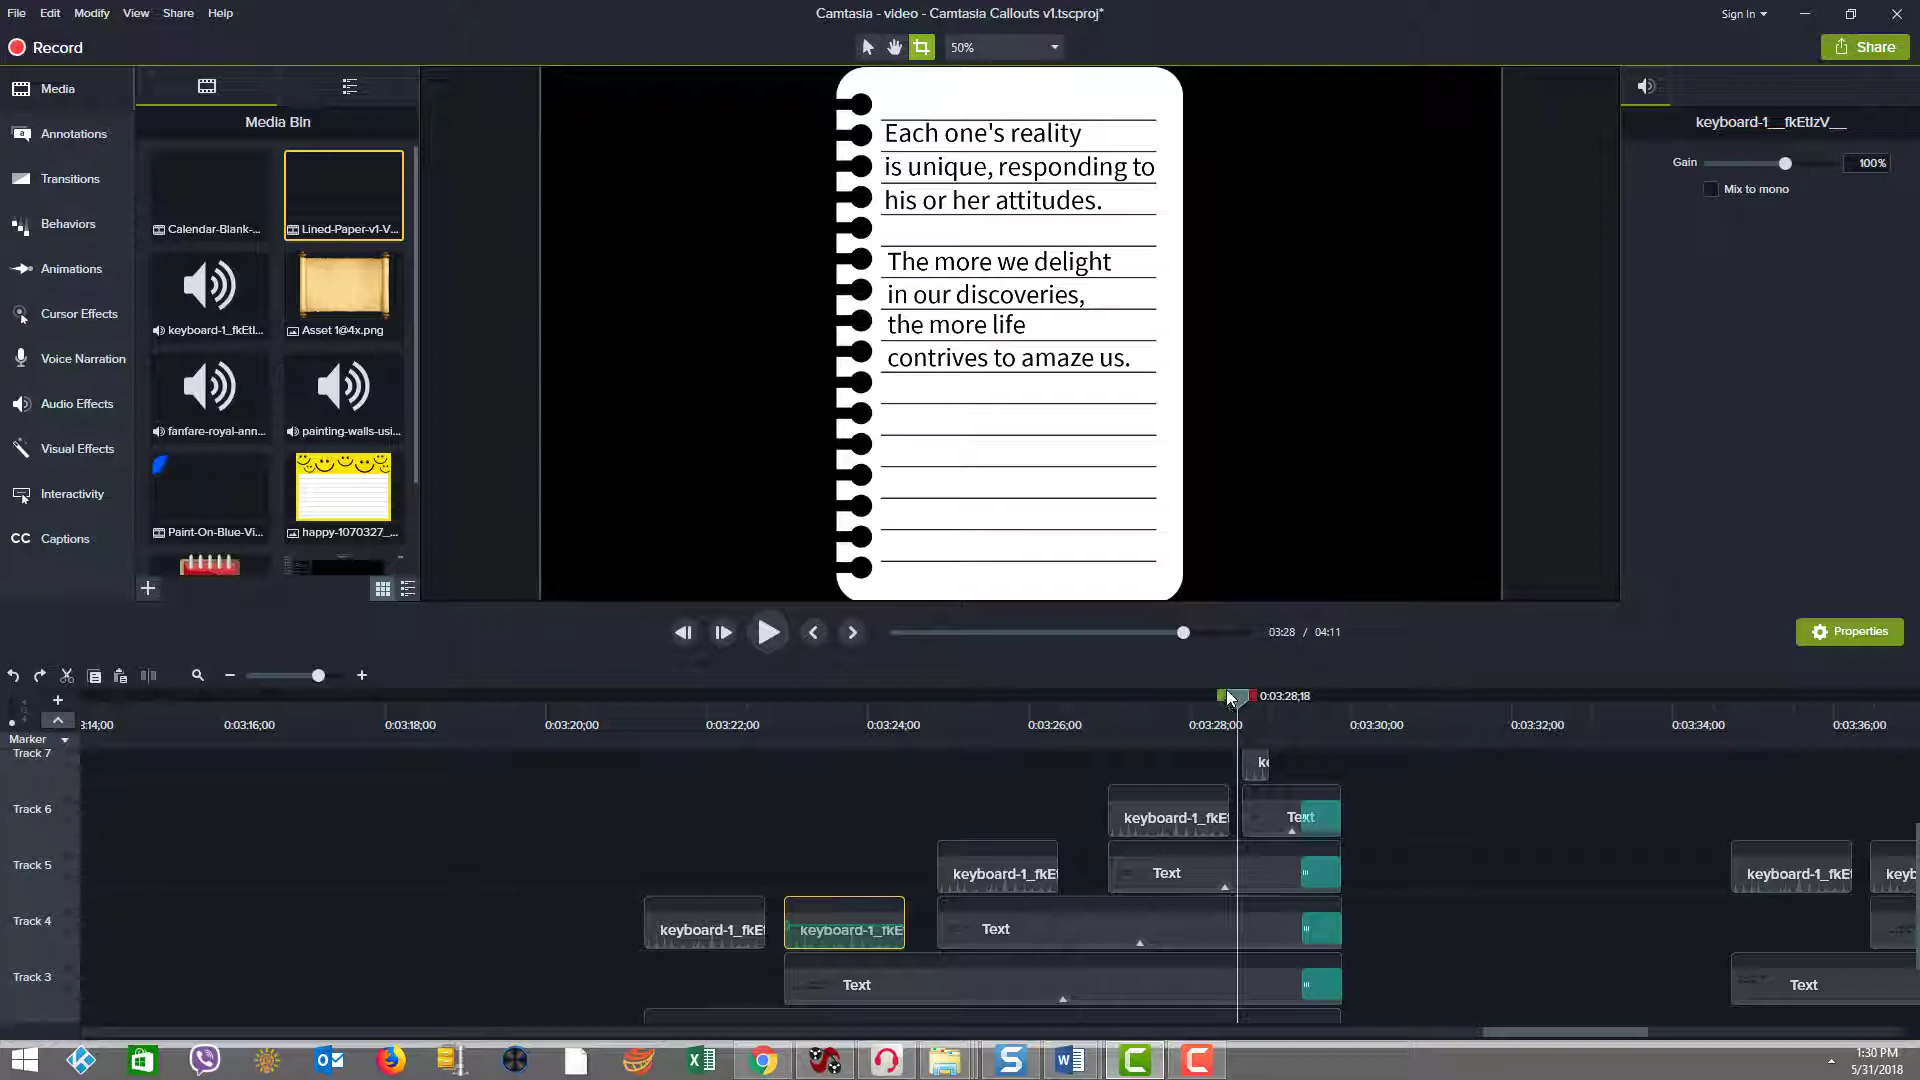 File Edit Modify View Share Help
Camtasia - video - Camtasia Callouts v1.tscproj*
Sign In
Record
50%
Share
Media
Annotations
Transitions
Behaviors
Animations
Cursor Effects
Voice Narration
Audio Effects
Visual Effects
Interactivity
CC Captions
Media Bin
Calendar-Blank-...
Lined-Paper-v1-V...
keyboard-1_fkEtI...
Asset 1@4x.png
fanfare-royal-ann...
painting-walls-usi...
Paint-On-Blue-Vi...
happy-1070327_...
Each one's reality
is unique, responding to
his or her attitudes.
The more we delight
in our discoveries,
the more life
contrives to amaze us.
keyboard-1__fkEtIzV__
Gain
100%
Mix to mono
03:28 / 04:11
Properties
0:03:28;18
3:14;00 0:03:16;00 0:03:18;00 0:03:20;00 0:03:22;00 0:03:24;00 0:03:26;00 0:03:28;00 0:03:30;00 0:03:32;00 0:03:34;00 0:03:36;00
Marker
Track 7
Track 6 keyboard-1_fkE Text
Track 5 keyboard-1_fkE Text keyboard-1_fkE keyb
Track 4 keyboard-1_fkE keyboard-1_fkE Text
Track 3 Text Text
1:30 PM
5/31/2018